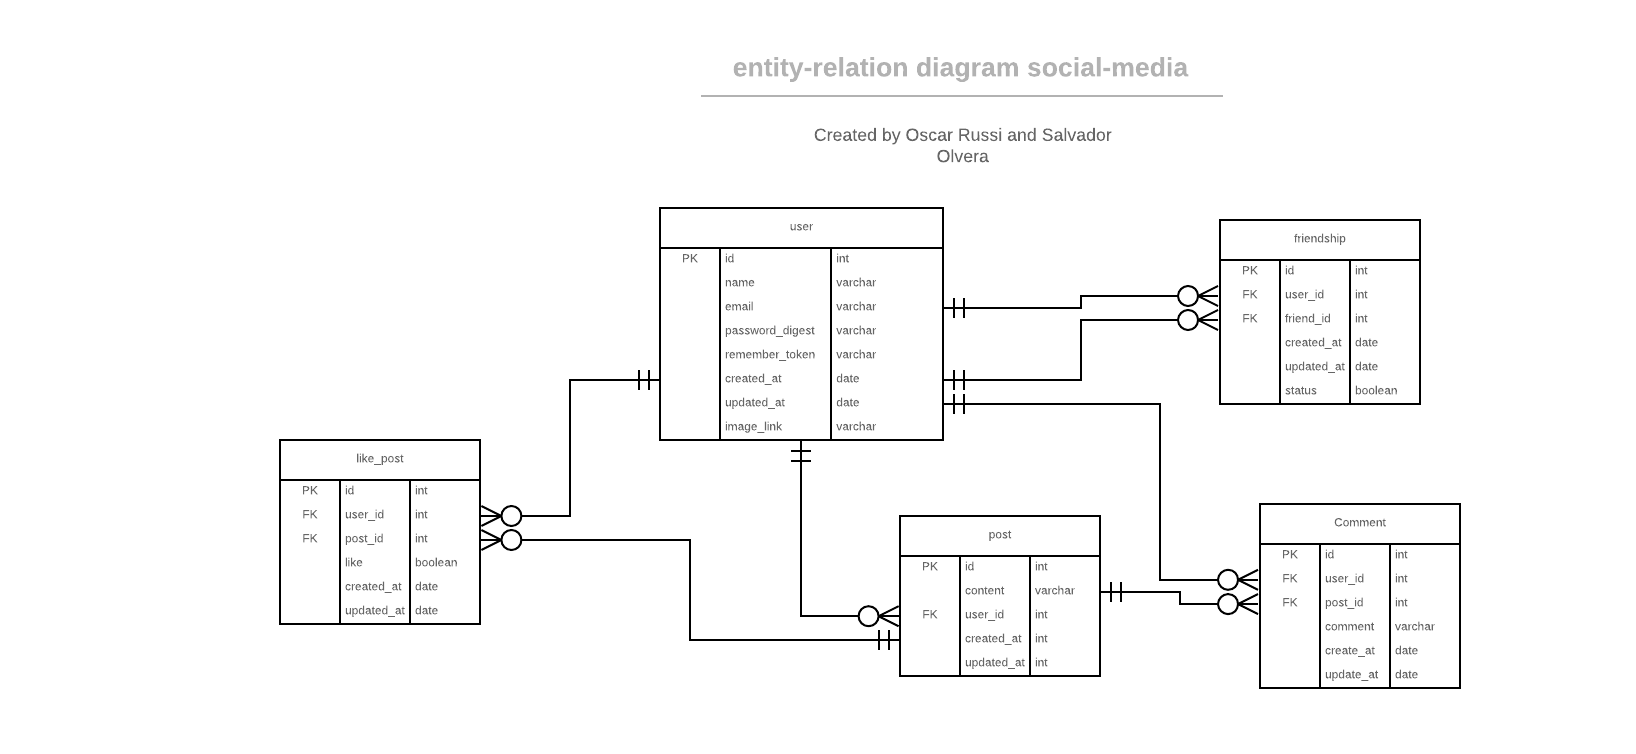 entity-relation diagram social-media
Created by Oscar Russi and Salvador
Olvera
user
PK id int
name varchar
email varchar
password_digest varchar
remember_token varchar
created_at date
updated_at date
image_link varchar
friendship
PK id int
FK user_id int
FK friend_id int
created_at date
updated_at date
status boolean
like_post
PK id int
FK user_id int
FK post_id int
like boolean
created_at date
updated_at date
post
PK id int
content varchar
FK user_id int
created_at int
updated_at int
Comment
PK id int
FK user_id int
FK post_id int
comment varchar
create_at date
update_at date